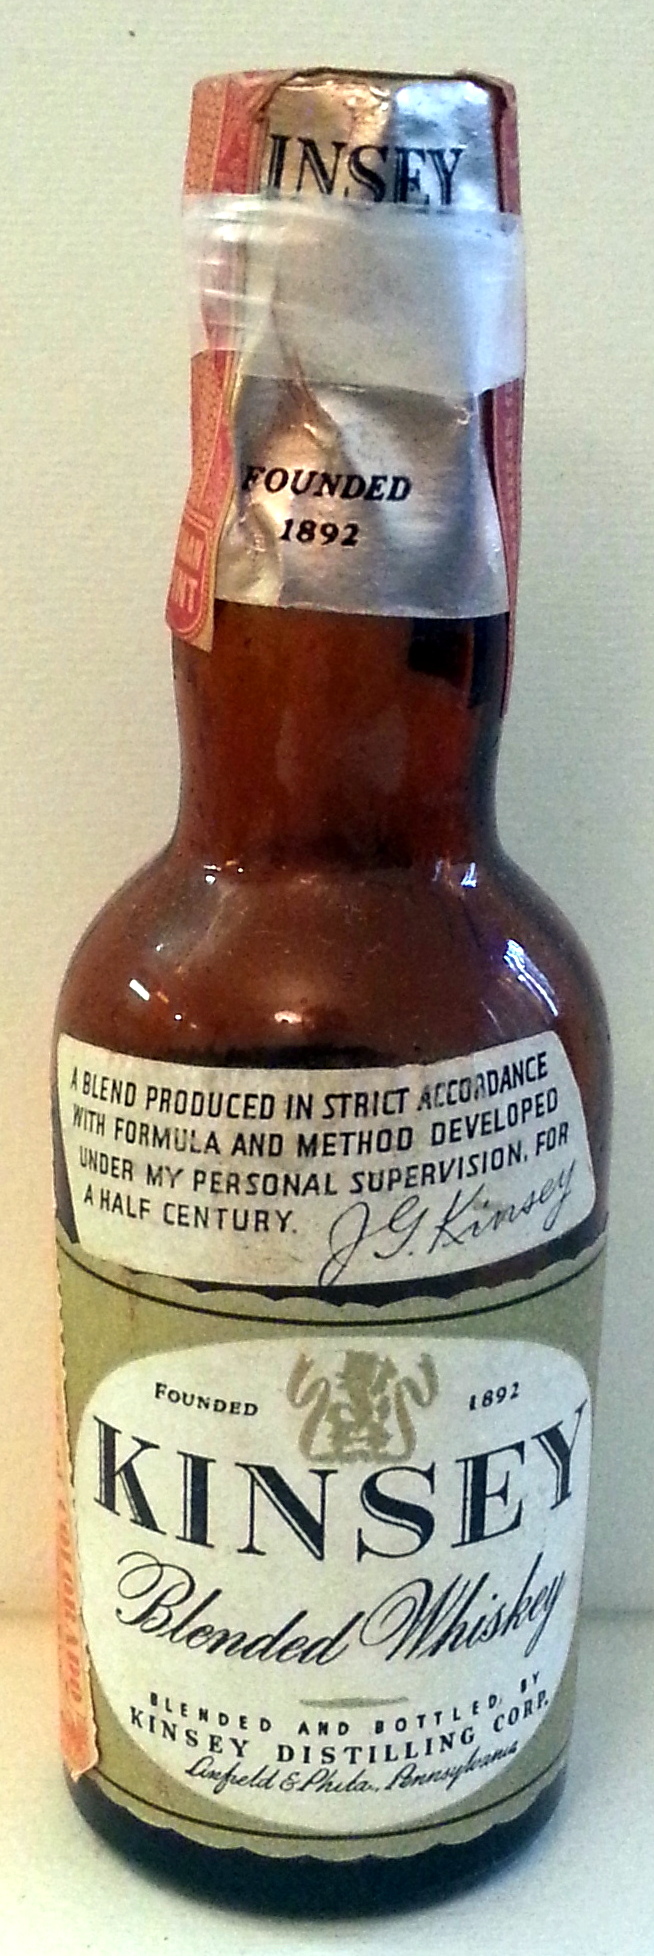 INSEY
FOUNDED
1892
A BLEND PRODUCED IN STRICT ACCORDANCE
WITH FORMULA AND METHOD DEVELOPED
UNDER MY PERSONAL SUPERVISION, FOR
A HALF CENTURY.
J G. Kinsey
FOUNDED 1892
KINSEY
Blended Whiskey
BLENDED AND BOTTLED BY
KINSEY DISTILLING CORP.
Linfield & Phila., Pennsylvania
COLORADO